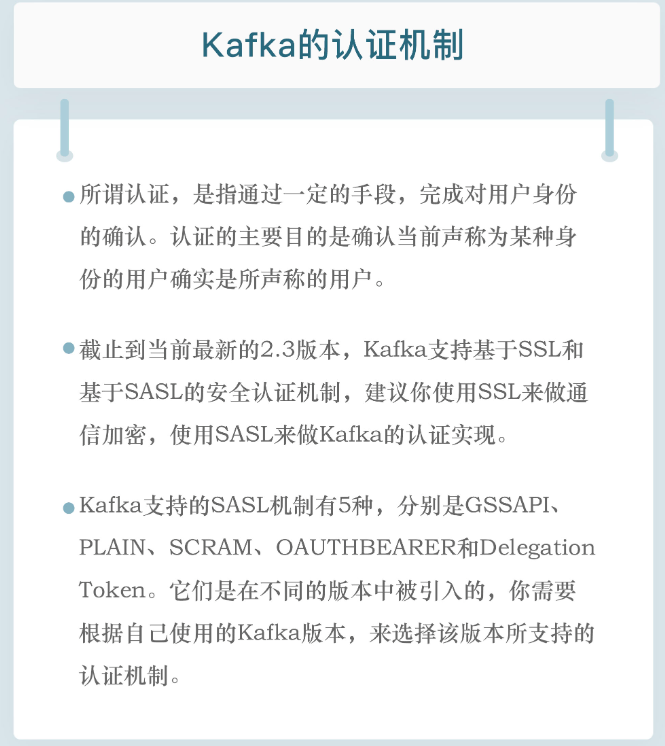 Kafka的认证机制
所谓认证，是指通过一定的手段，完成对用户身份
的确认。认证的主要目的是确认当前声称为某种身
份的用户确实是所声称的用户。
截止到当前最新的2.3版本，Kafka支持基于SSL和
基于SASL的安全认证机制，建议你使用SSL来做通
信加密，使用SASL来做Kafka的认证实现。
Kafka支持的SASL机制有5种，分别是GSSAPI、
PLAIN、SCRAM、OAUTHBEARER和Delegation
Token。它们是在不同的版本中被引入的，你需要
根据自己使用的Kafka版本，来选择该版本所支持的
认证机制。